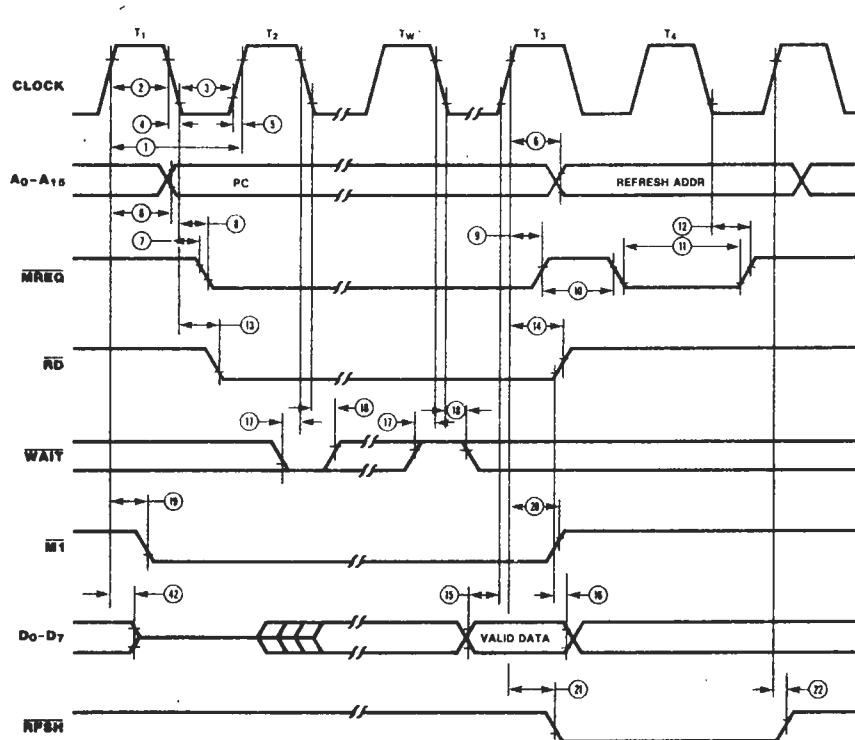 T₁ T₂ Tw T₃ T₄
CLOCK
2 3
4 5 6
1
A₀-A₁₅ PC REFRESH ADDR
6 8
7 9 12
11
MREQ
10
13 14
RD
17 18 17 18
WAIT
19 20
M1
42 15 16
D₀-D₇ VALID DATA
21 22
RFSH